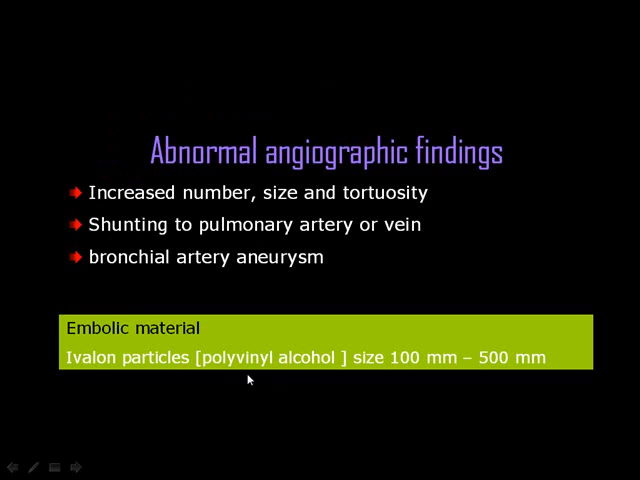 Abnormal angiographic findings
Increased number, size and tortuosity
Shunting to pulmonary artery or vein
bronchial artery aneurysm
Embolic material
Ivalon particles [polyvinyl alcohol ] size 100 mm – 500 mm